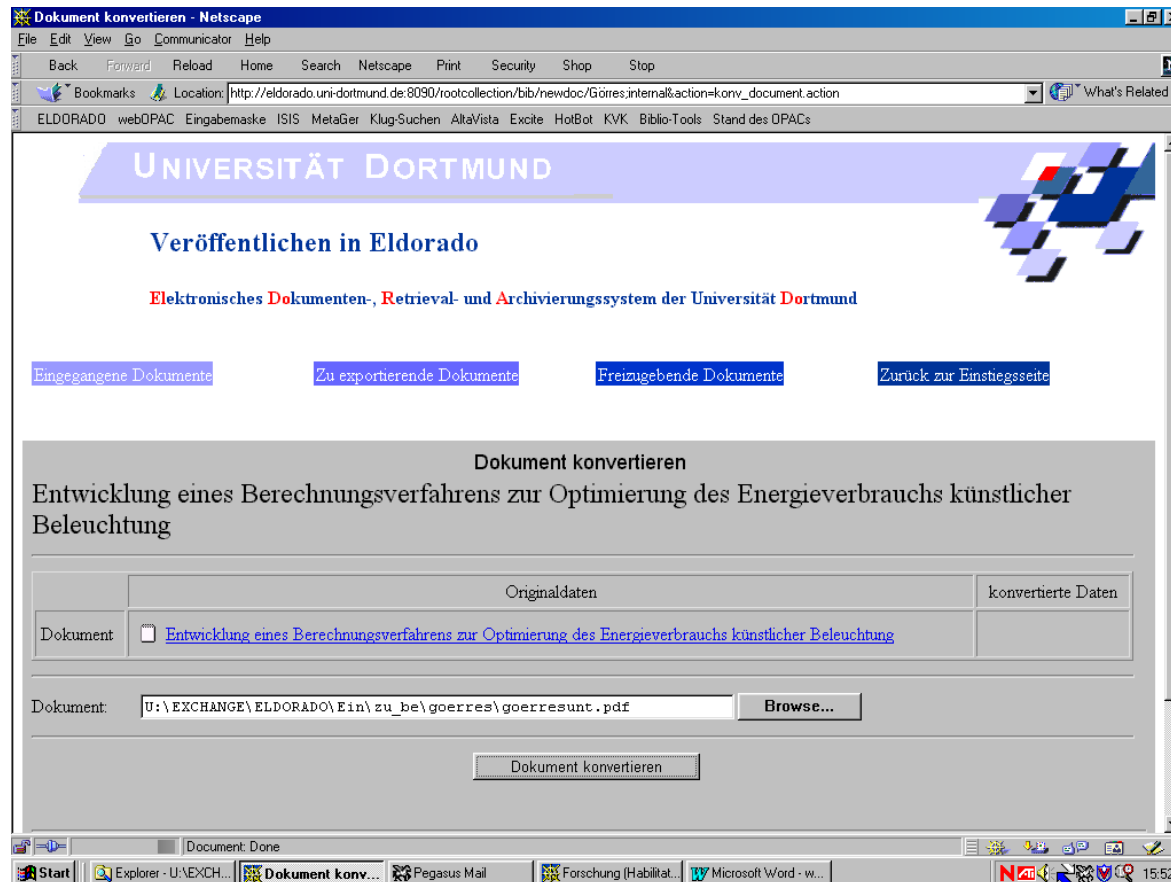 Dokument konvertieren - Netscape
File Edit View Go Communicator Help
Back Forward Reload Home Search Netscape Print Security Shop Stop
Bookmarks Location: http://eldorado.uni-dortmund.de:8090/rootcollection/bib/newdoc/Görres;internal&action=konv_document.action What's Related
ELDORADO webOPAC Eingabemaske ISIS MetaGer Klug-Suchen AltaVista Excite HotBot KVK Biblio-Tools Stand des OPACs
UNIVERSITÄT DORTMUND
Veröffentlichen in Eldorado
Elektronisches Dokumenten-, Retrieval- und Archivierungssystem der Universität Dortmund
Eingegangene Dokumente Zu exportierende Dokumente Freizugebende Dokumente Zurück zur Einstiegsseite
Dokument konvertieren
Entwicklung eines Berechnungsverfahrens zur Optimierung des Energieverbrauchs künstlicher
Beleuchtung
Originaldaten konvertierte Daten
Dokument Entwicklung eines Berechnungsverfahrens zur Optimierung des Energieverbrauchs künstlicher Beleuchtung
Dokument: U:\EXCHANGE\ELDORADO\Ein\zu_be\goerres\goerresunt.pdf Browse...
Dokument konvertieren
Document: Done
Start Explorer - U:\EXCH... Dokument konv... Pegasus Mail Forschung (Habilitat... Microsoft Word - w... 15:52